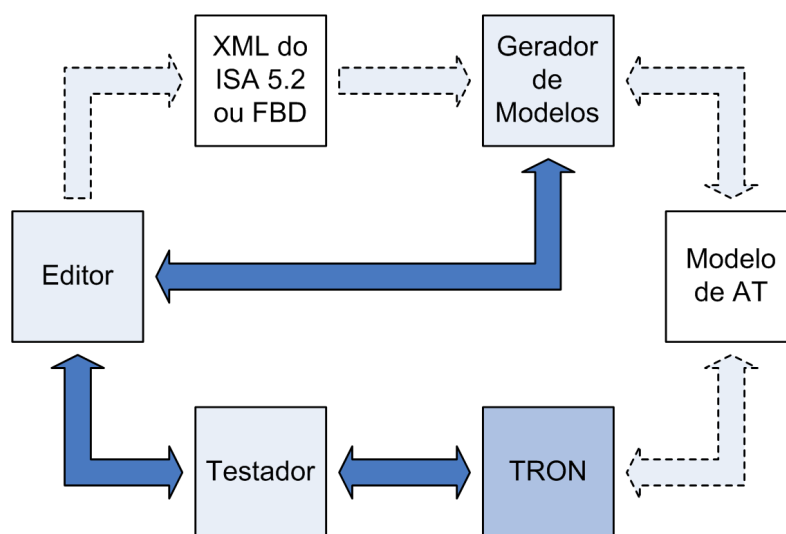 XML do
ISA 5.2
ou FBD
Gerador
de
Modelos
Editor
Modelo
de AT
Testador
TRON